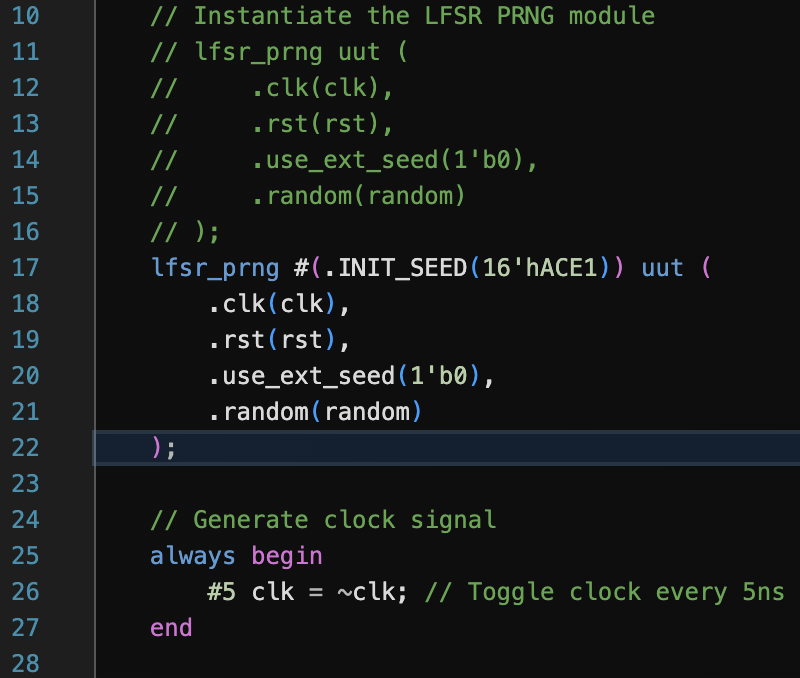 10 // Instantiate the LFSR PRNG module
11 // lfsr_prng uut (
12 //     .clk(clk),
13 //     .rst(rst),
14 //     .use_ext_seed(1'b0),
15 //     .random(random)
16 // );
17 lfsr_prng #(.INIT_SEED(16'hACE1)) uut (
18     .clk(clk),
19     .rst(rst),
20     .use_ext_seed(1'b0),
21     .random(random)
22 );
23
24 // Generate clock signal
25 always begin
26     #5 clk = ~clk; // Toggle clock every 5ns
27 end
28